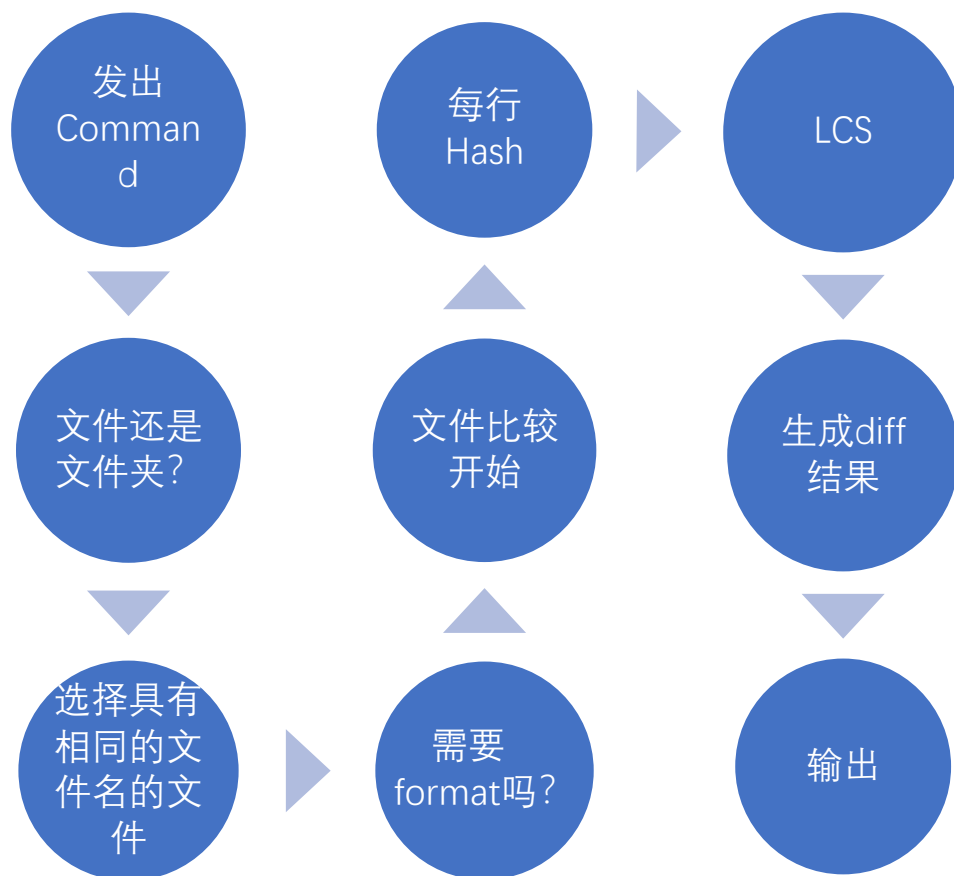 发出
Comman
d
文件还是
文件夹？
选择具有
相同的文
件名的文
件
需要
format吗？
文件比较
开始
每行
Hash
LCS
生成diff
结果
输出